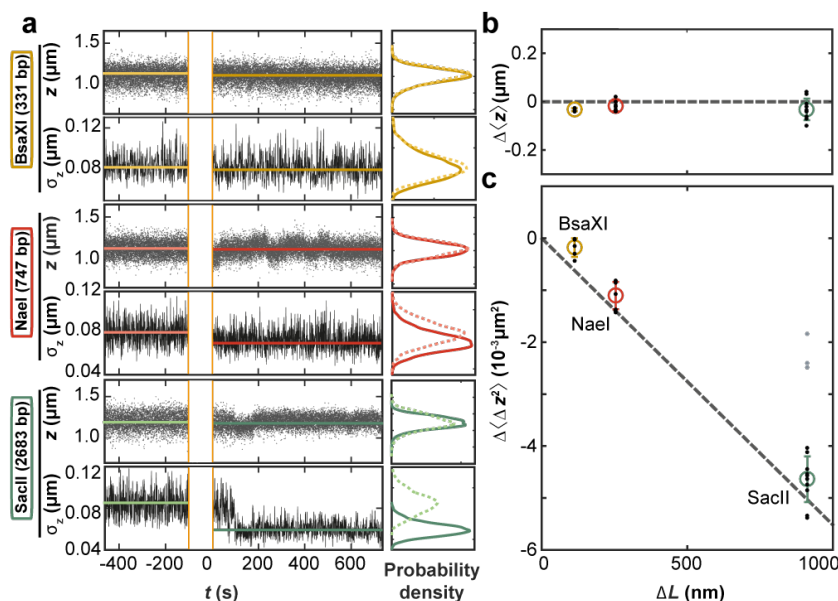 a
BsaXI (331 bp)
z (µm)
1.5
1.0
σz (µm)
0.12
0.08
NaeI (747 bp)
z (µm)
1.5
1.0
σz (µm)
0.12
0.08
0.04
SacII (2683 bp)
z (µm)
1.5
1.0
σz (µm)
0.12
0.08
0.04
-400 -200 0 200 400 600
t (s)
Probability
density
b
Δ⟨z⟩ (µm)
0.2
0
-0.2
c
Δ⟨Δz²⟩ (10⁻³µm²)
0
-2
-4
-6
BsaXI
NaeI
SacII
0 500 1000
ΔL (nm)